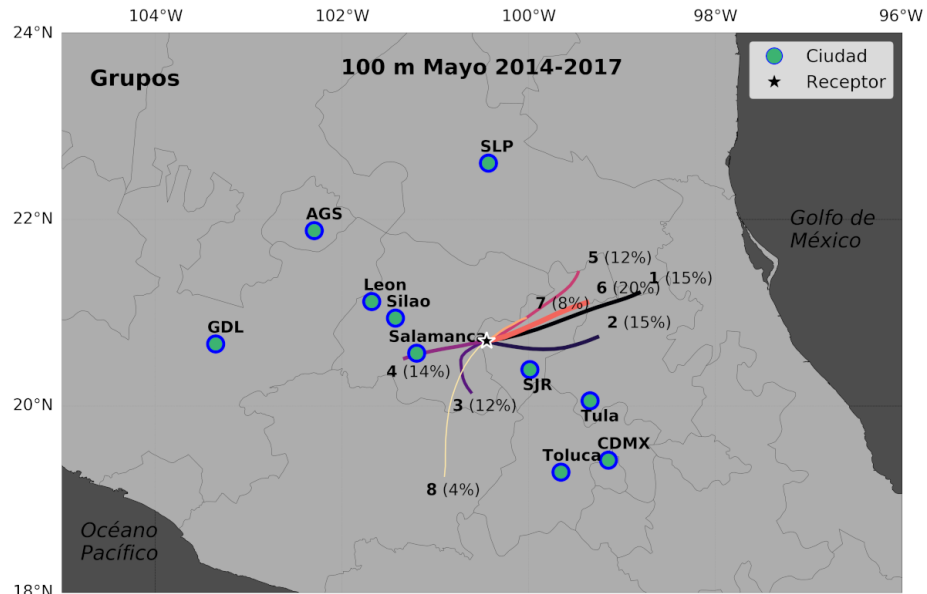 104°W 102°W 100°W 98°W 96°W
24°N
22°N
20°N
18°N
Grupos
100 m Mayo 2014-2017
Ciudad
Receptor
SLP
AGS
Golfo de
México
5 (12%)
1 (15%)
6 (20%)
7 (8%)
2 (15%)
Leon
Silao
GDL
Salamanca
4 (14%)
SJR
3 (12%)
Tula
CDMX
Toluca
8 (4%)
Océano
Pacífico